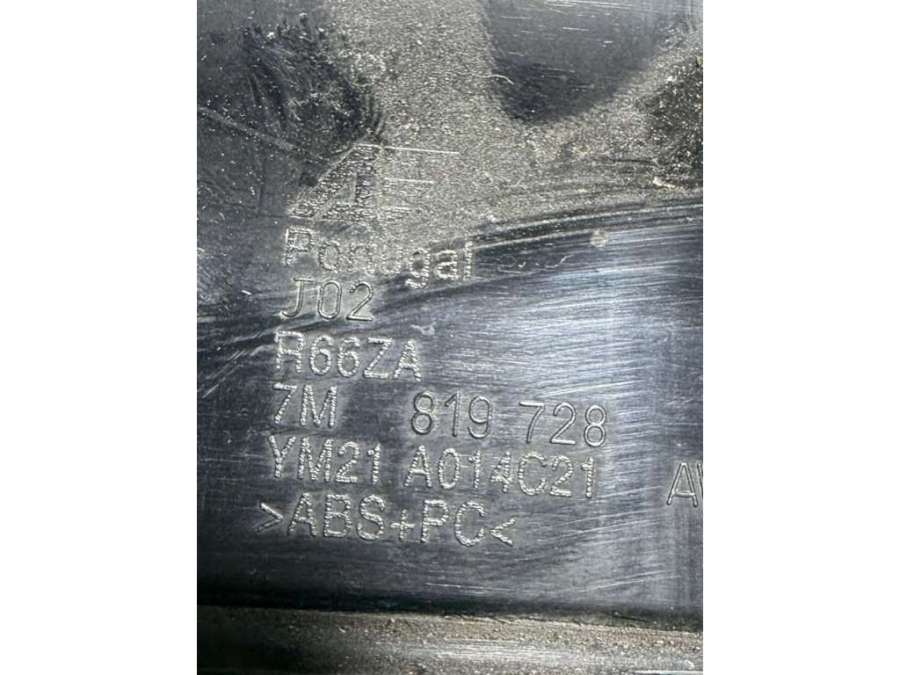 Portugal
J02
R66ZA
7M 819 728
YM21 A014C21
>ABS+PC<